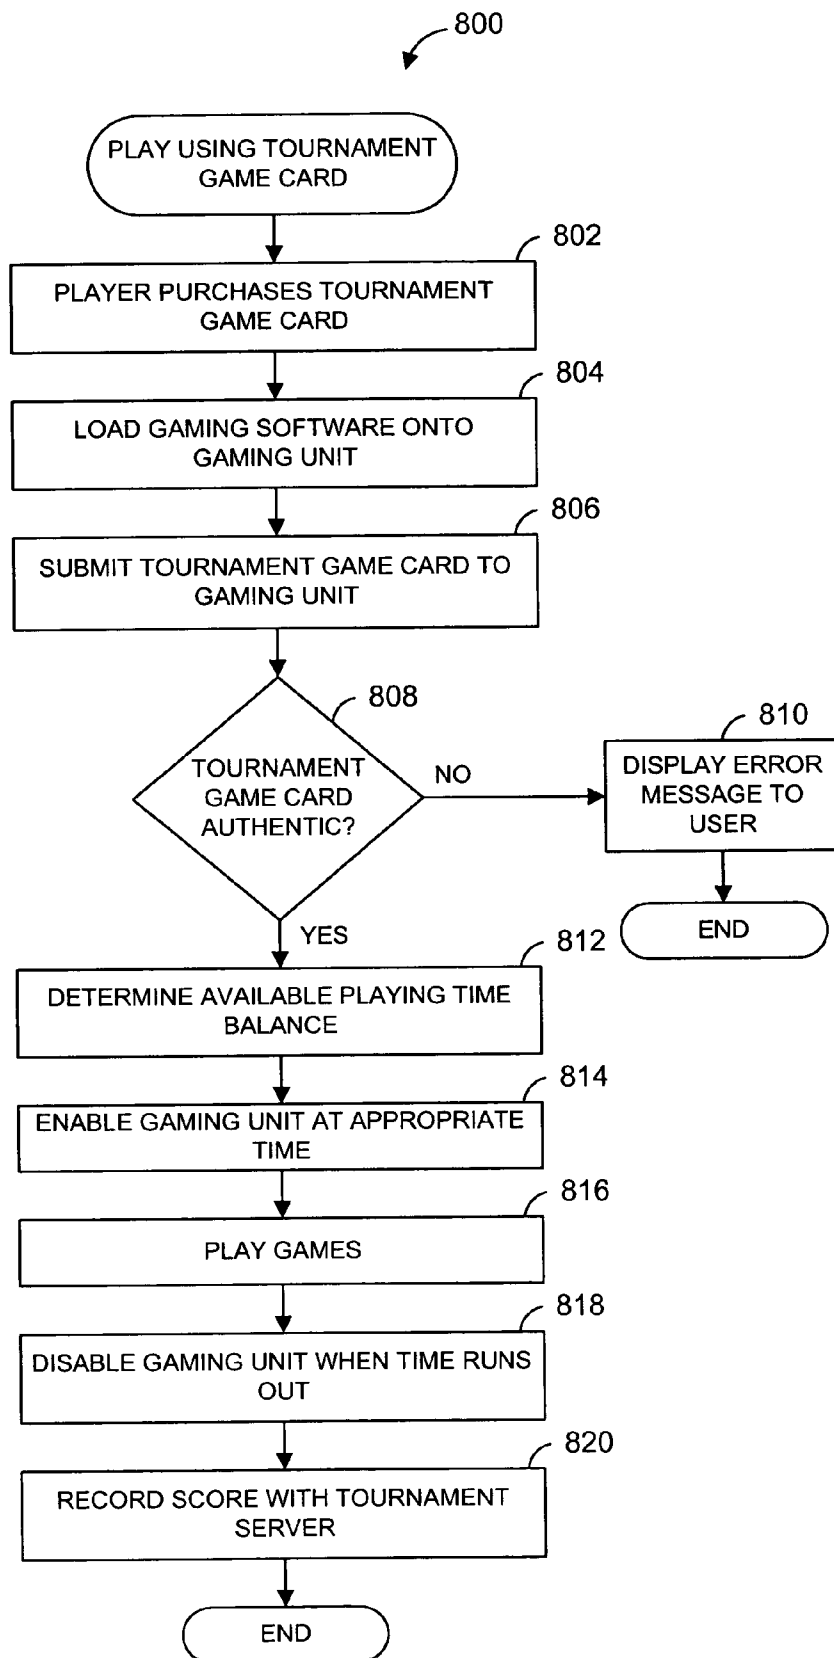 800
PLAY USING TOURNAMENT
GAME CARD
802
PLAYER PURCHASES TOURNAMENT
GAME CARD
804
LOAD GAMING SOFTWARE ONTO
GAMING UNIT
806
SUBMIT TOURNAMENT GAME CARD TO
GAMING UNIT
808
TOURNAMENT
GAME CARD
AUTHENTIC?
NO
810
DISPLAY ERROR
MESSAGE TO
USER
END
YES
812
DETERMINE AVAILABLE PLAYING TIME
BALANCE
814
ENABLE GAMING UNIT AT APPROPRIATE
TIME
816
PLAY GAMES
818
DISABLE GAMING UNIT WHEN TIME RUNS
OUT
820
RECORD SCORE WITH TOURNAMENT
SERVER
END